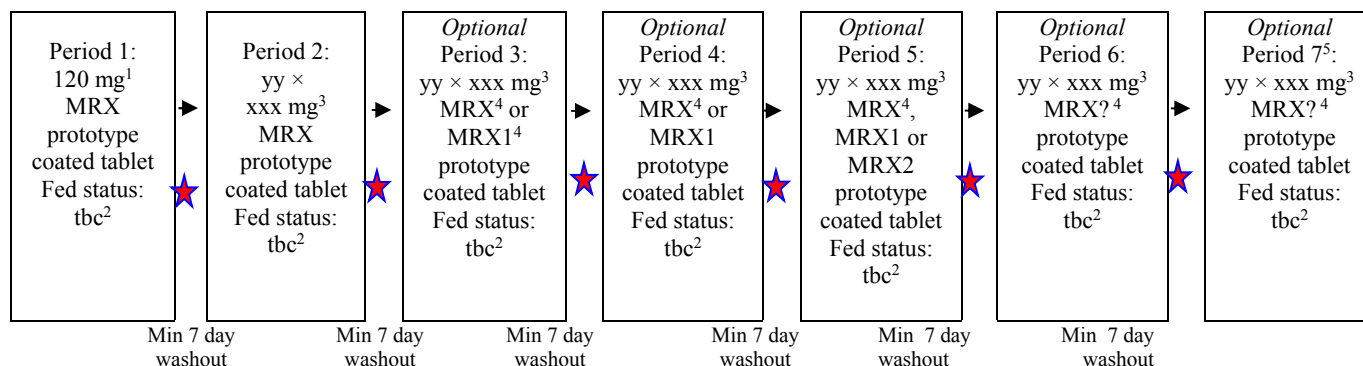 Period 1:
120 mg¹
MRX
prototype
coated tablet
Fed status:
tbc²
Period 2:
yy ×
xxx mg³
MRX
prototype
coated tablet
Fed status:
tbc²
Optional
Period 3:
yy × xxx mg³
MRX⁴ or
MRX1⁴
prototype
coated tablet
Fed status:
tbc²
Optional
Period 4:
yy × xxx mg³
MRX⁴ or
MRX1
prototype
coated tablet
Fed status:
tbc²
Optional
Period 5:
yy × xxx mg³
MRX⁴,
MRX1 or
MRX2
prototype
coated tablet
Fed status:
tbc²
Optional
Period 6:
yy × xxx mg³
MRX? ⁴
prototype
coated tablet
Fed status:
tbc²
Optional
Period 7⁵:
yy × xxx mg³
MRX? ⁴
prototype
coated tablet
Fed status:
tbc²
Min 7 day
washout
Min 7 day
washout
Min 7 day
washout
Min 7 day
washout
Min 7 day
washout
Min 7 day
washout